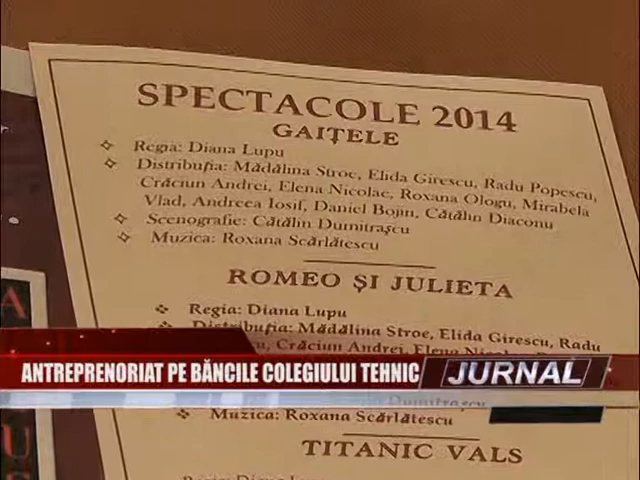 SPECTACOLE 2014
GAIȚELE
Regia: Diana Lupu
Distribuția: Mădălina Stroe, Elida Girescu, Radu Popescu,
Crăciun Andrei, Elena Nicolae, Roxana Ologu, Mirabela
Vlad, Andreea Iosif, Daniel Bojin, Cătălin Diaconu
Scenografie: Cătălin Dumitrașcu
Muzica: Roxana Scărlătescu
ROMEO ȘI JULIETA
Regia: Diana Lupu
Distribuția: Mădălina Stroe, Elida Girescu, Radu
Crăciun Andrei, Elena
ANTREPRENORIAT PE BĂNCILE COLEGIULUI TEHNIC
JURNAL
Muzica: Roxana Scărlătescu
TITANIC VALS